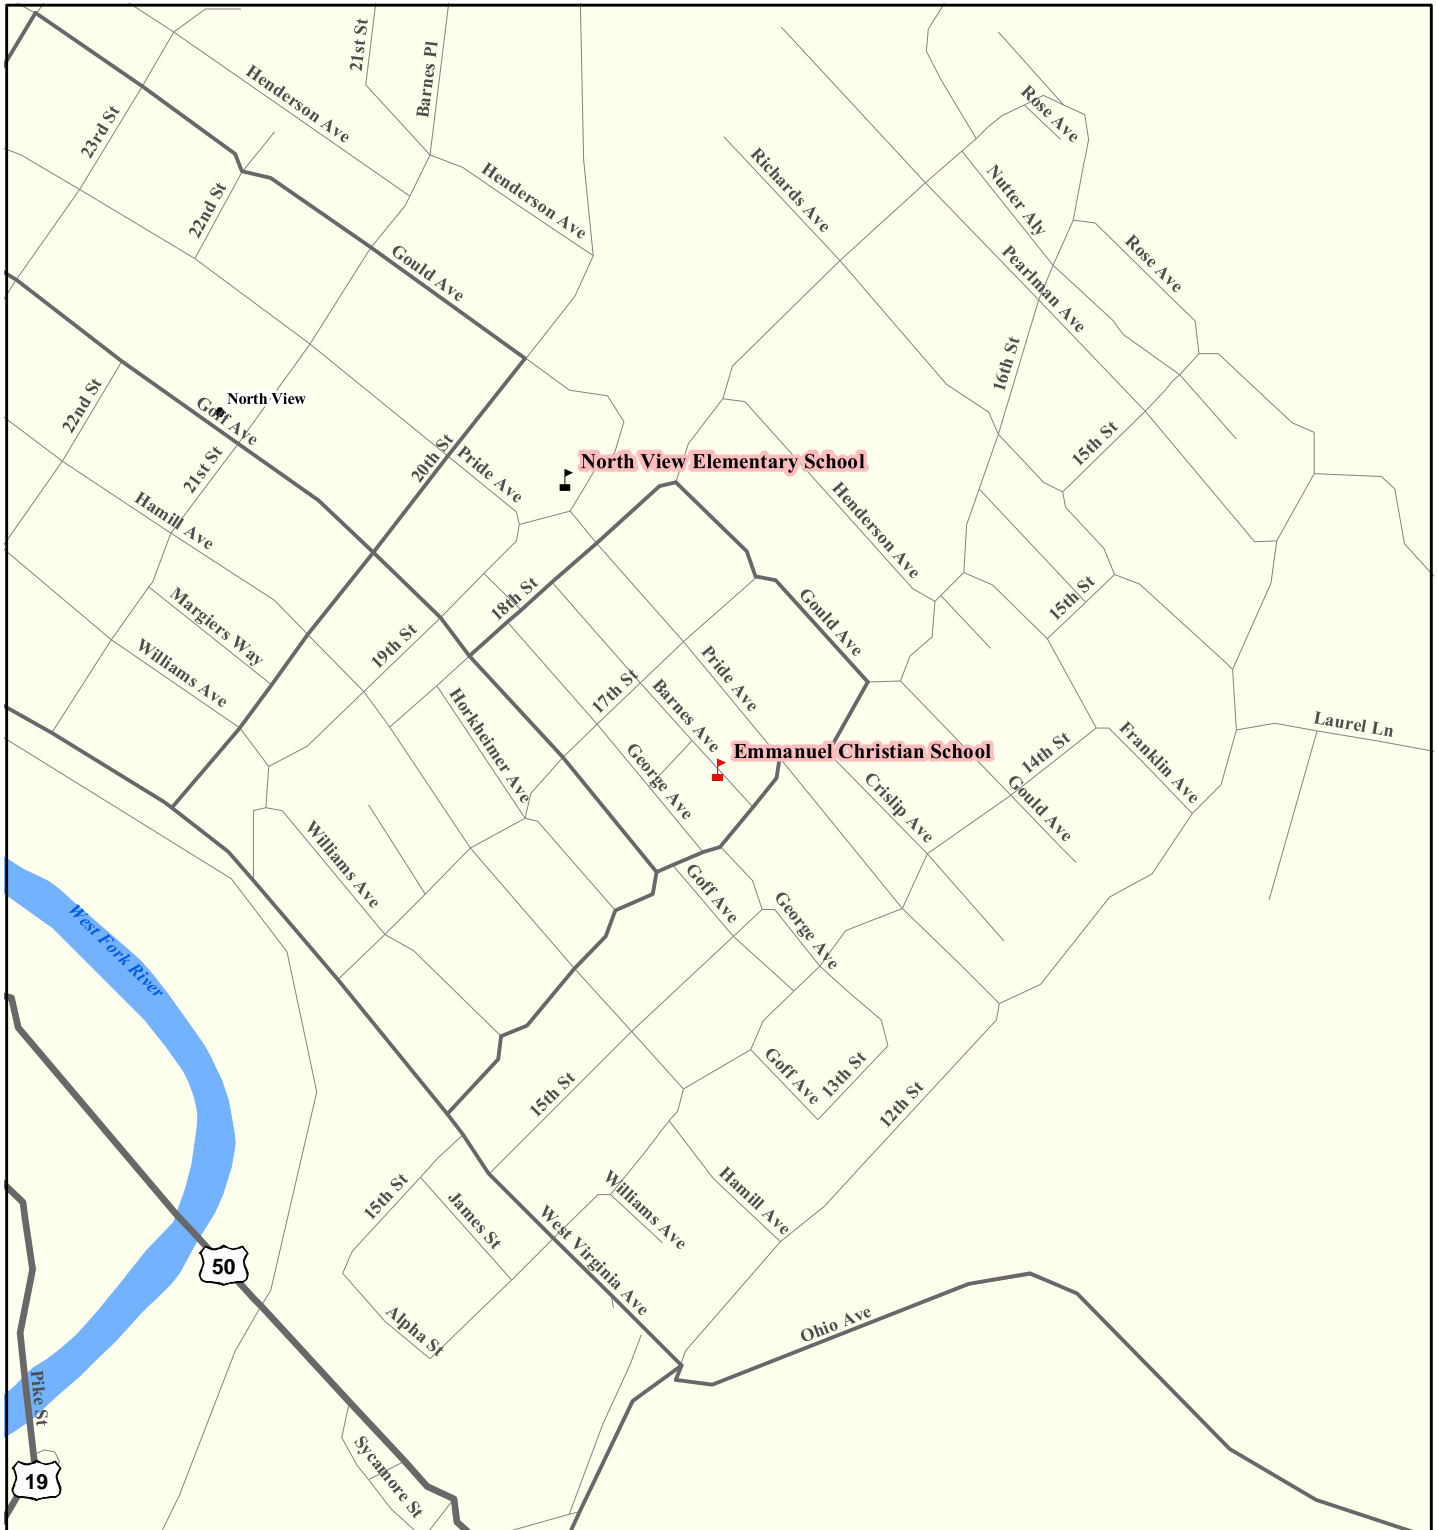 21st St
Barnes Pl
Henderson Ave
23rd St
Rose Ave
Henderson Ave
Richards Ave
Nutter Aly
22nd St
Gould Ave
Rose Ave
Pearlman Ave
16th St
North View
22nd St
Goff Ave
20th St
21st St
Pride Ave
North View Elementary School
15th St
Hamill Ave
Henderson Ave
18th St
15th St
Margiers Way
Williams Ave
19th St
Gould Ave
17th St
Pride Ave
Barnes Ave
Horkheimer Ave
Emmanuel Christian School
Laurel Ln
14th St
Franklin Ave
George Ave
Crislip Ave
Gould Ave
Williams Ave
Goff Ave
George Ave
West Fork River
15th St
Goff Ave
13th St
12th St
15th St
James St
Williams Ave
Hamill Ave
West Virginia Ave
50
Alpha St
Ohio Ave
Pike St
Sycamore St
19